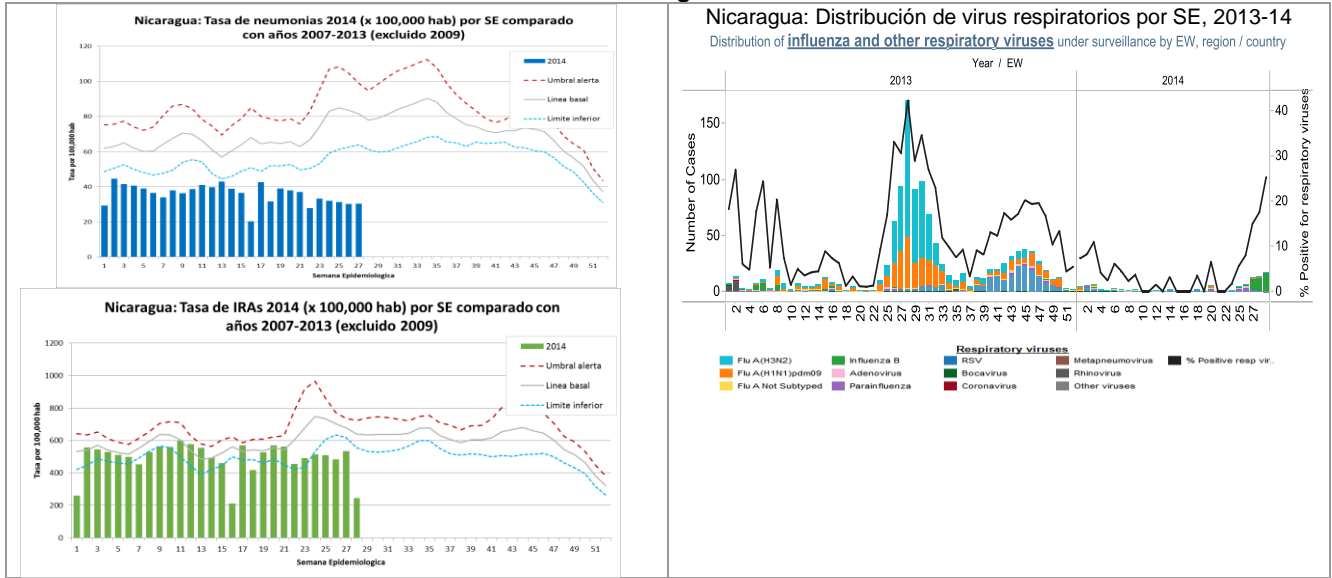 Nicaragua: Tasa de neumonias 2014 (x 100,000 hab) por SE comparado
con años 2007-2013 (excluido 2009)
120
100
80
60
40
20
0
Tasa por 100,000 hab
2014
Umbral alerta
Linea basal
Limite inferior
1 3 5 7 9 11 13 15 17 19 21 23 25 27 29 31 33 35 37 39 41 43 45 47 49 51
Semana Epidemiologica
Nicaragua: Tasa de IRAs 2014 (x 100,000 hab) por SE comparado con
años 2007-2013 (excluido 2009)
1200
1000
800
600
400
200
0
Tasa por 100,000 hab
2014
Umbral alerta
Linea basal
Limite inferior
1 3 5 7 9 11 13 15 17 19 21 23 25 27 29 31 33 35 37 39 41 43 45 47 49 51
Semana Epidemiologica
Nicaragua: Distribución de virus respiratorios por SE, 2013-14
Distribution of influenza and other respiratory viruses under surveillance by EW, region / country
Year / EW
2013 2014
Number of Cases
150
100
50
0
% Positive for respiratory viruses
40
30
20
10
0
2 4 6 8 10 12 14 16 18 20 22 25 27 29 31 33 35 37 39 41 43 45 47 49 51 2 4 6 8 10 12 14 16 18 20 22 25 27
Respiratory viruses
Flu A(H3N2) Influenza B RSV Metapneumovirus % Positive resp vir..
Flu A(H1N1)pdm09 Adenovirus Bocavirus Rhinovirus
Flu A Not Subtyped Parainfluenza Coronavirus Other viruses